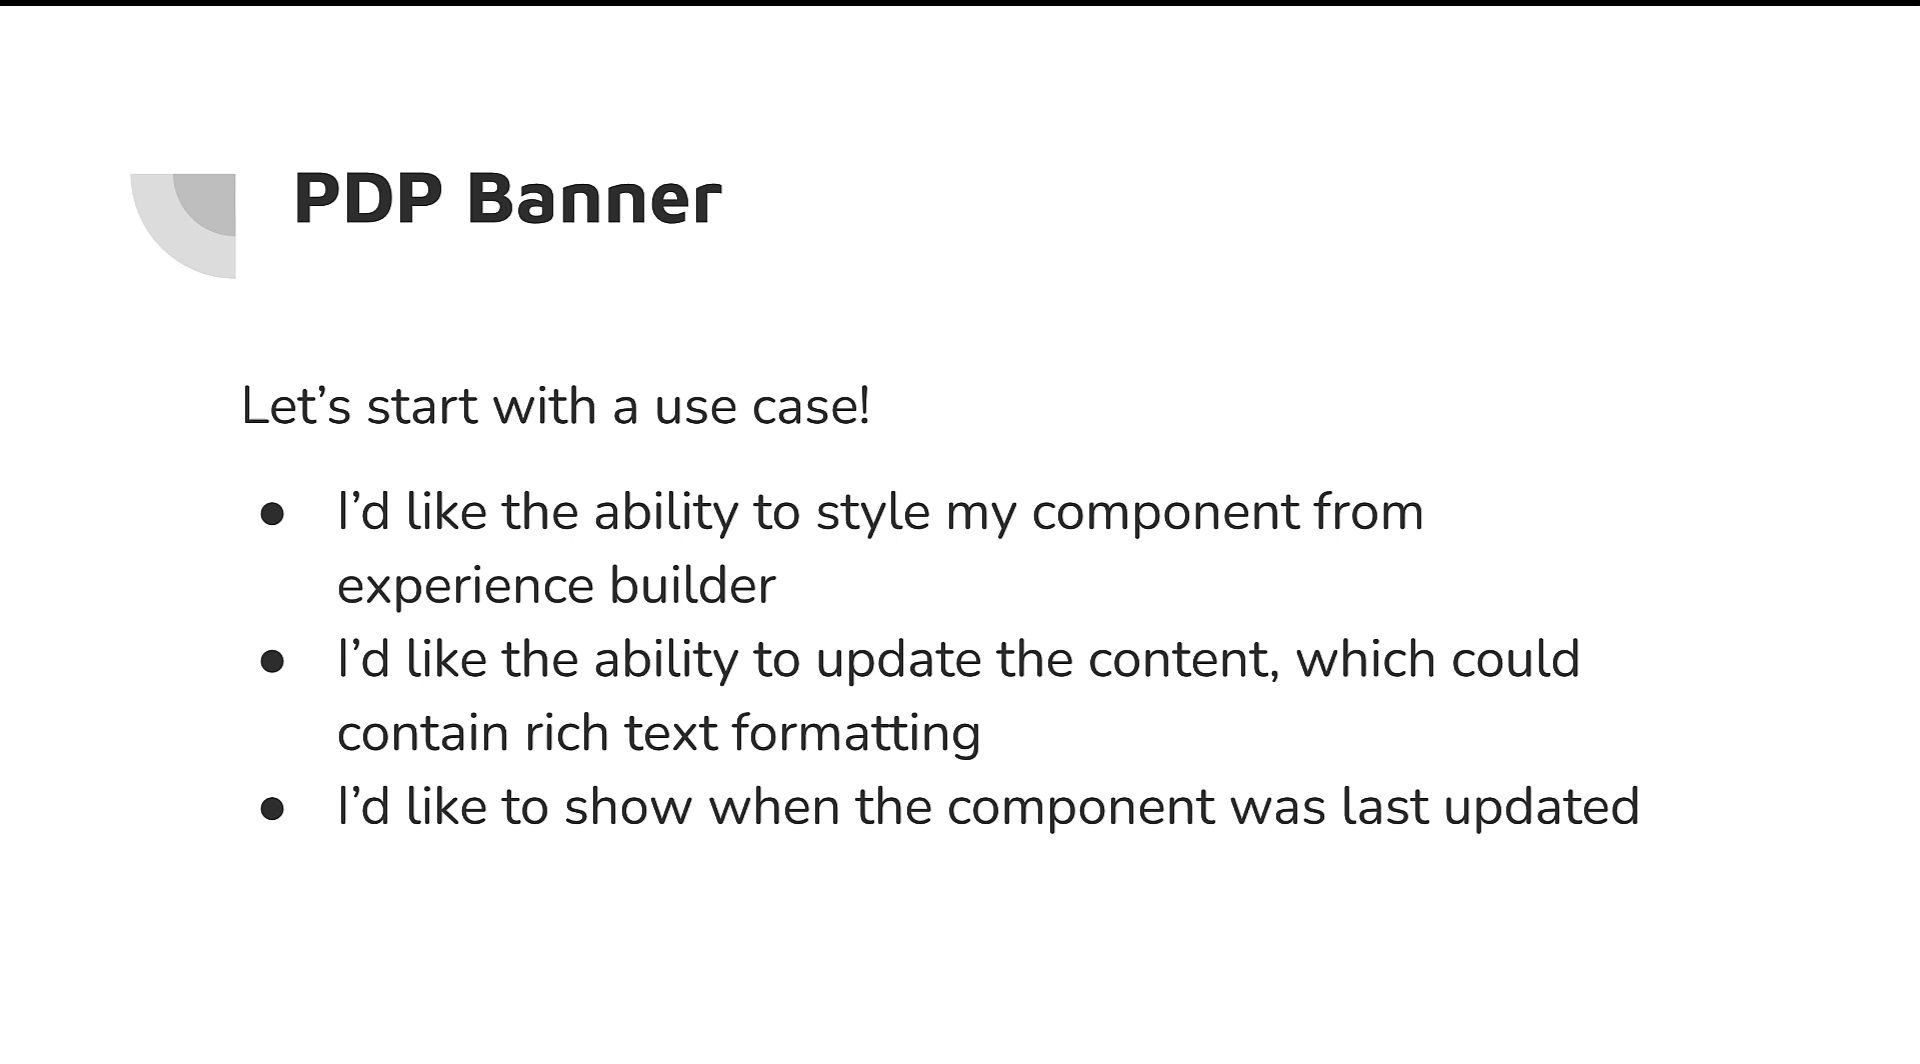 PDP Banner
Let’s start with a use case!
● I’d like the ability to style my component from
experience builder
● I’d like the ability to update the content, which could
contain rich text formatting
● I’d like to show when the component was last updated